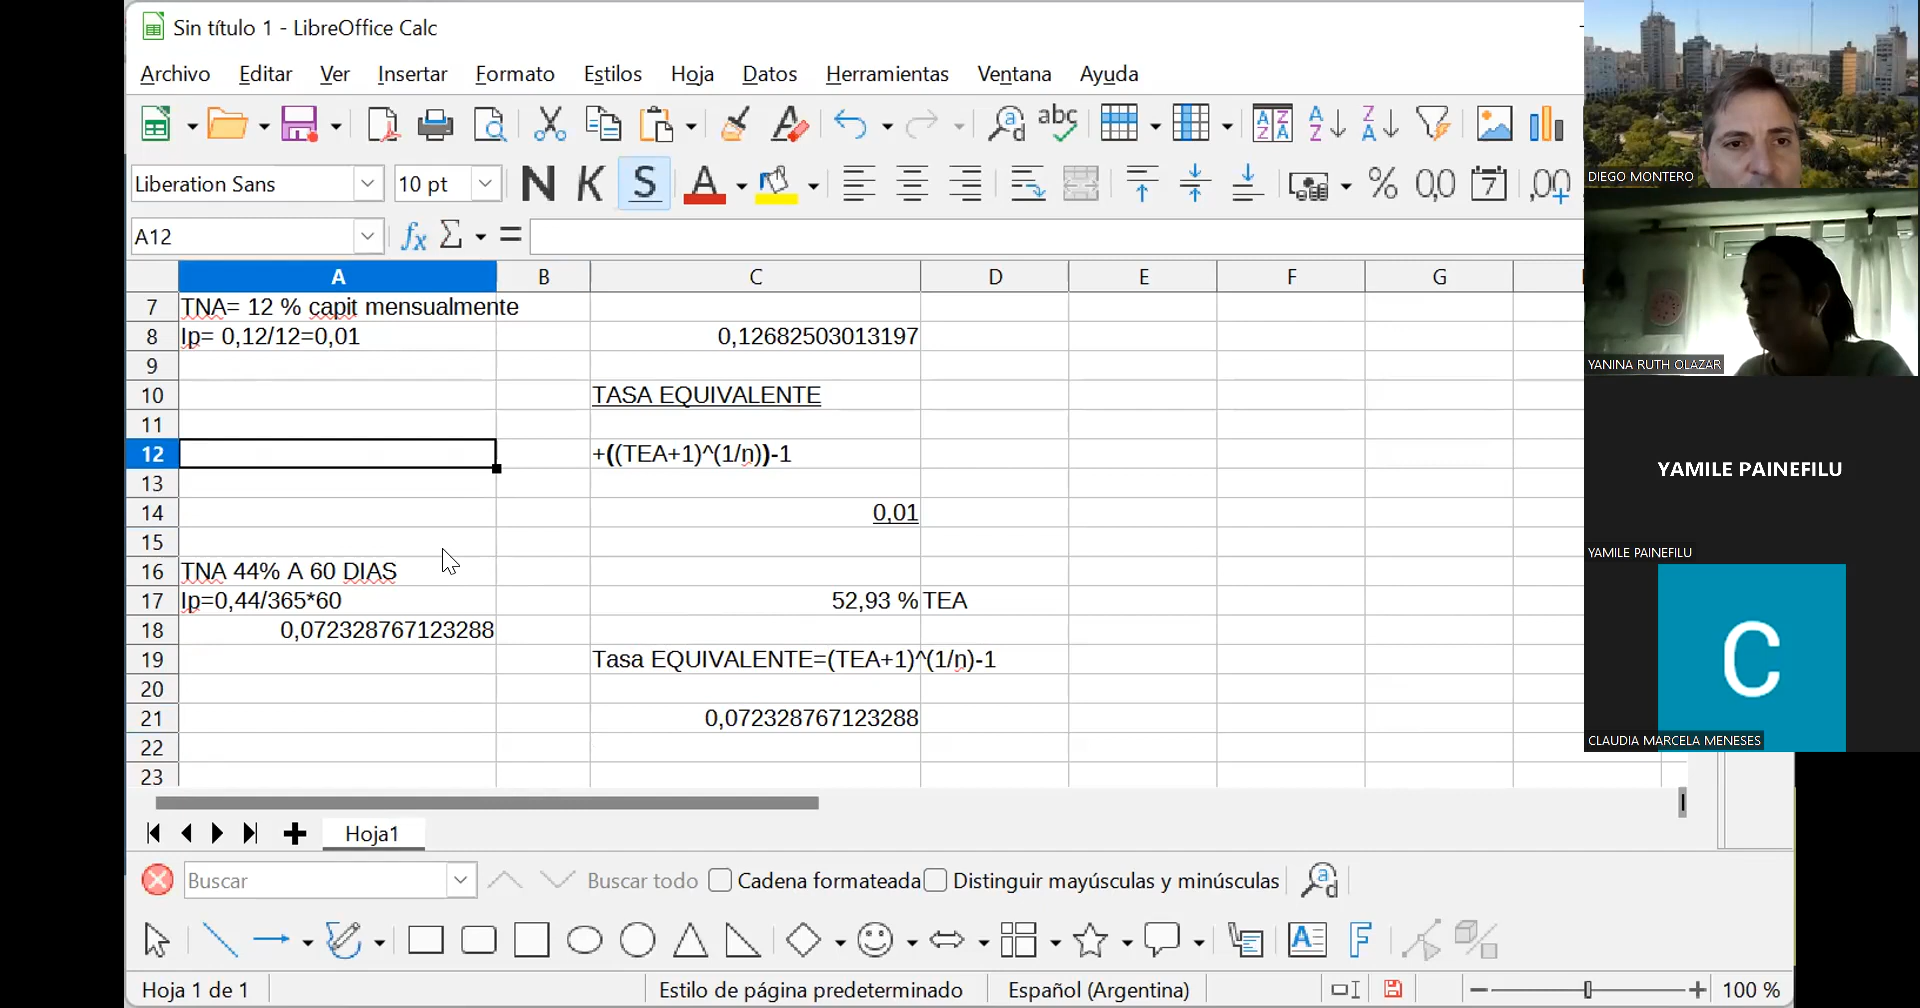 Sin título 1 - LibreOffice Calc
Archivo Editar Ver Insertar Formato Estilos Hoja Datos Herramientas Ventana Ayuda
Liberation Sans 10 pt N K S A % 0,0 7 ,00
A12 fx Σ =
A B C D E F G
7 TNA= 12 % capit mensualmente
8 Ip= 0,12/12=0,01 0,12682503013197
9
10 TASA EQUIVALENTE
11
12 +((TEA+1)^(1/n))-1
13
14 0,01
15
16 TNA 44% A 60 DIAS
17 Ip=0,44/365*60 52,93 % TEA
18 0,072328767123288
19 Tasa EQUIVALENTE=(TEA+1)^(1/n)-1
20
21 0,072328767123288
22
23
Hoja1
Buscar Buscar todo Cadena formateada Distinguir mayúsculas y minúsculas
Hoja 1 de 1 Estilo de página predeterminado Español (Argentina) 100 %
DIEGO MONTERO
YANINA RUTH OLAZAR
YAMILE PAINEFILU
YAMILE PAINEFILU
C
CLAUDIA MARCELA MENESES